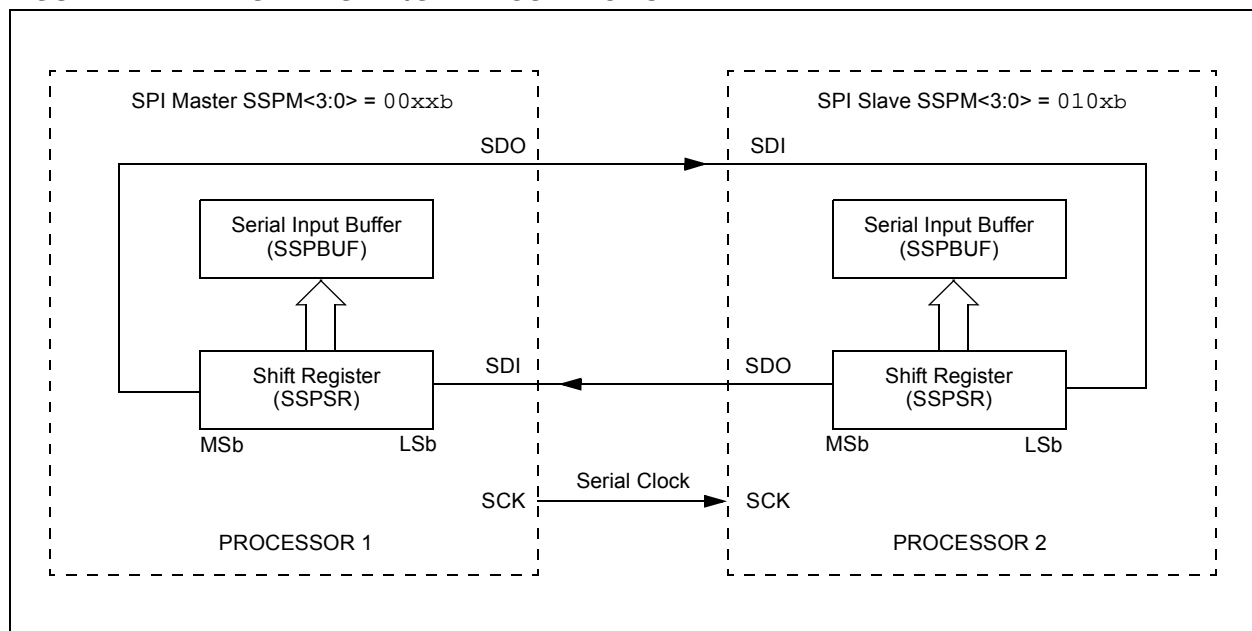 SPI Master SSPM<3:0> = 00xxb
SPI Slave SSPM<3:0> = 010xb
SDO
SDI
Serial Input Buffer
(SSPBUF)
Serial Input Buffer
(SSPBUF)
Shift Register
(SSPSR)
MSb
LSb
SDI
SDO
Shift Register
(SSPSR)
MSb
LSb
Serial Clock
SCK
SCK
PROCESSOR 1
PROCESSOR 2